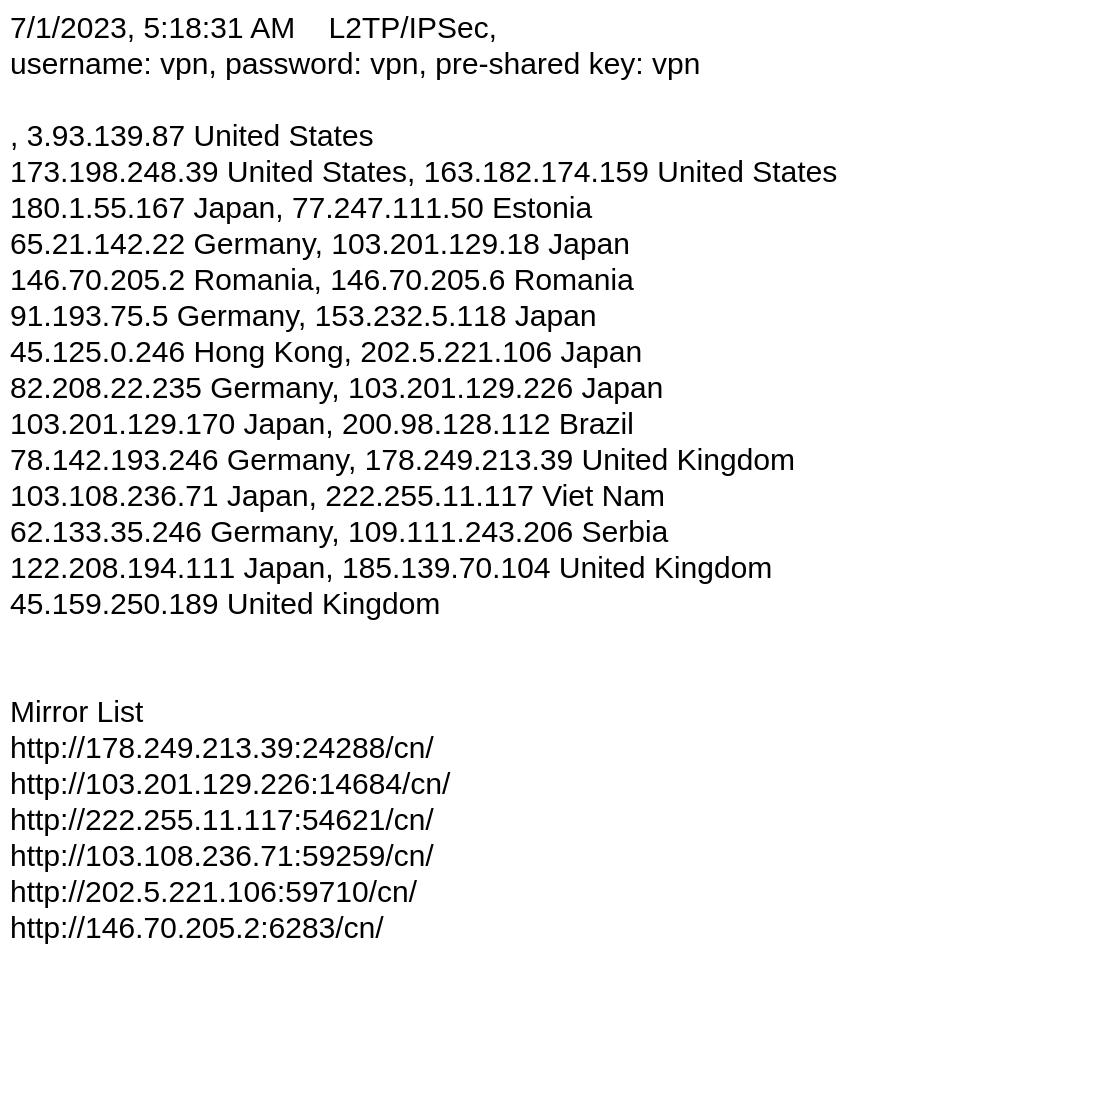 7/1/2023, 5:18:31 AM    L2TP/IPSec,
username: vpn, password: vpn, pre-shared key: vpn
, 3.93.139.87 United States
173.198.248.39 United States, 163.182.174.159 United States
180.1.55.167 Japan, 77.247.111.50 Estonia
65.21.142.22 Germany, 103.201.129.18 Japan
146.70.205.2 Romania, 146.70.205.6 Romania
91.193.75.5 Germany, 153.232.5.118 Japan
45.125.0.246 Hong Kong, 202.5.221.106 Japan
82.208.22.235 Germany, 103.201.129.226 Japan
103.201.129.170 Japan, 200.98.128.112 Brazil
78.142.193.246 Germany, 178.249.213.39 United Kingdom
103.108.236.71 Japan, 222.255.11.117 Viet Nam
62.133.35.246 Germany, 109.111.243.206 Serbia
122.208.194.111 Japan, 185.139.70.104 United Kingdom
45.159.250.189 United Kingdom
Mirror List
http://178.249.213.39:24288/cn/
http://103.201.129.226:14684/cn/
http://222.255.11.117:54621/cn/
http://103.108.236.71:59259/cn/
http://202.5.221.106:59710/cn/
http://146.70.205.2:6283/cn/